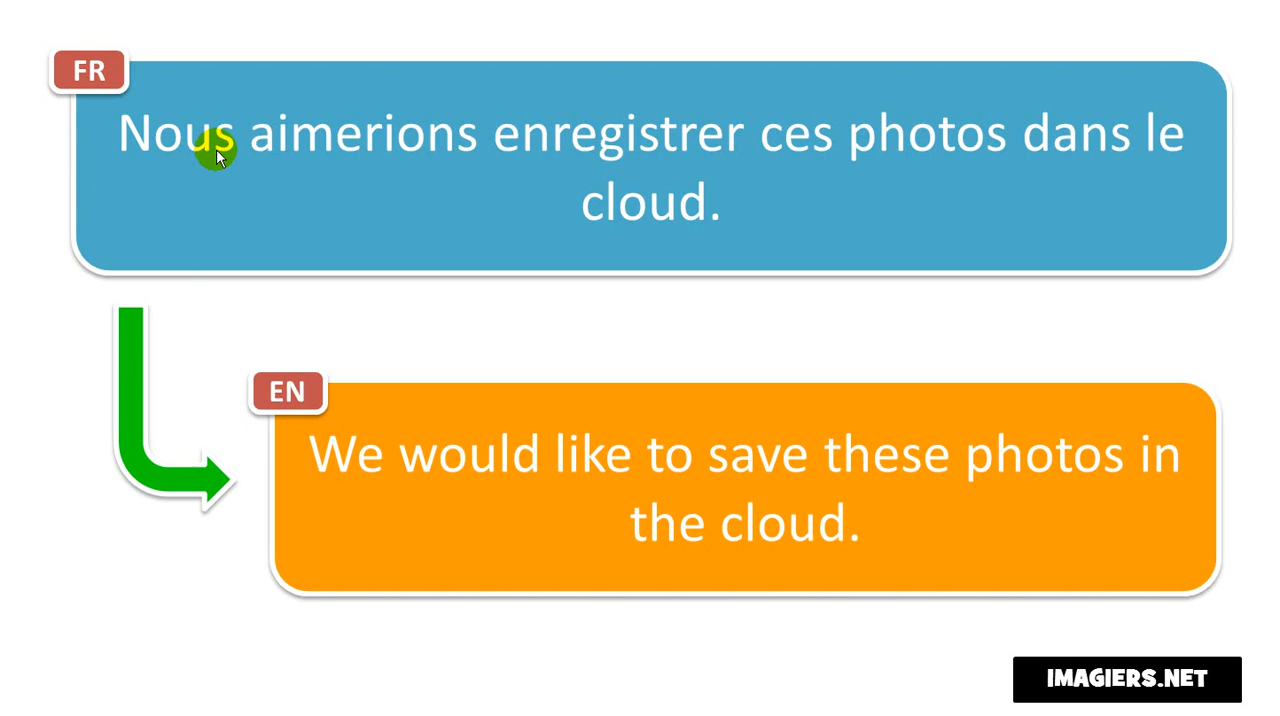 FR
Nous aimerions enregistrer ces photos dans le
cloud.
EN
We would like to save these photos in
the cloud.
IMAGIERS.NET